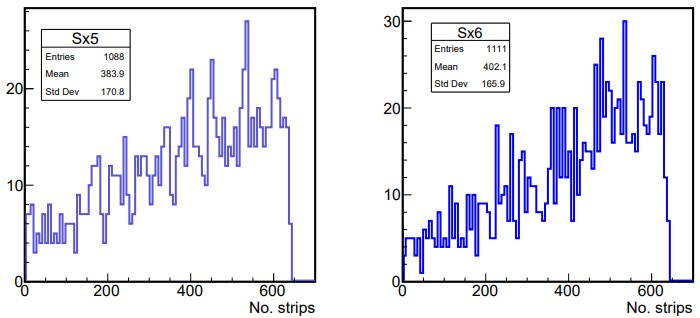 Sx5
Entries 1088
Mean 383.9
Std Dev 170.8
20
10
0
0 200 400 600
No. strips
Sx6
Entries 1111
Mean 402.1
Std Dev 165.9
30
20
10
0
0 200 400 600
No. strips